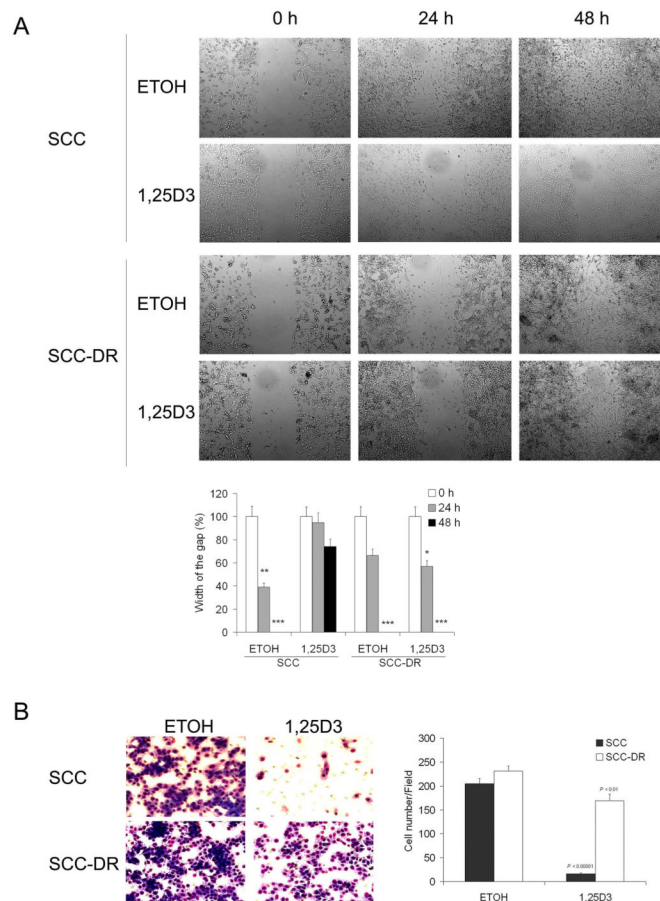 A
0 h 24 h 48 h
SCC
ETOH
1,25D3
SCC-DR
ETOH
1,25D3
Width of the gap (%)
120
100
80
60
40
20
0
0 h
24 h
48 h
**
***
*
***
***
ETOH 1,25D3 ETOH 1,25D3
SCC SCC-DR
B
ETOH 1,25D3
SCC
SCC-DR
Cell number/Field
300
250
200
150
100
50
0
SCC
SCC-DR
P < 0.01
P < 0.00001
ETOH 1,25D3